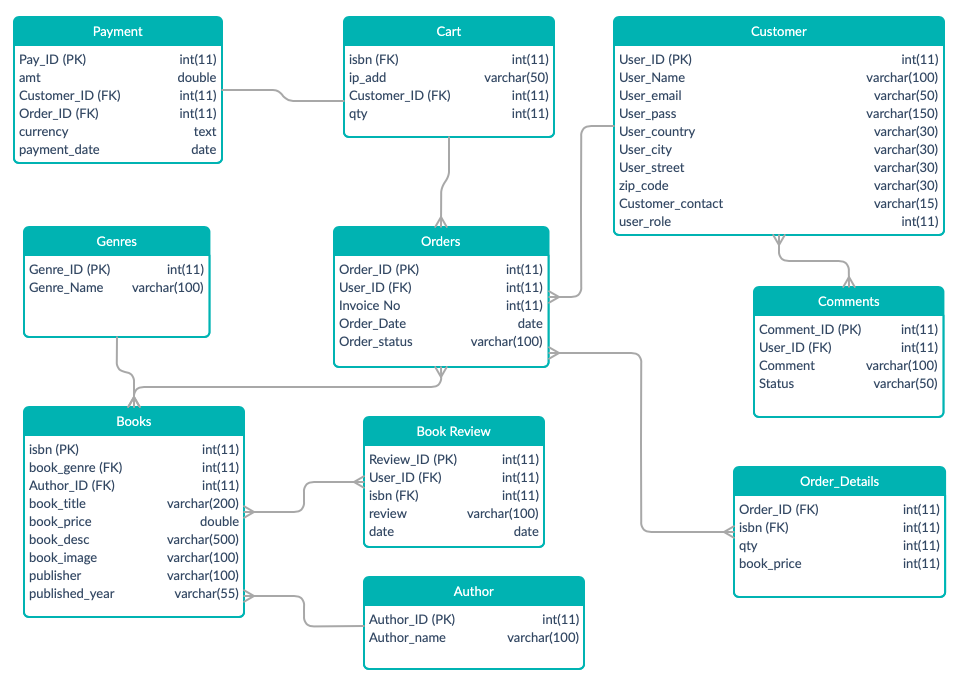 Payment
Pay_ID (PK) int(11)
amt double
Customer_ID (FK) int(11)
Order_ID (FK) int(11)
currency text
payment_date date
Cart
isbn (FK) int(11)
ip_add varchar(50)
Customer_ID (FK) int(11)
qty int(11)
Customer
User_ID (PK) int(11)
User_Name varchar(100)
User_email varchar(50)
User_pass varchar(150)
User_country varchar(30)
User_city varchar(30)
User_street varchar(30)
zip_code varchar(30)
Customer_contact varchar(15)
user_role int(11)
Genres
Genre_ID (PK) int(11)
Genre_Name varchar(100)
Orders
Order_ID (PK) int(11)
User_ID (FK) int(11)
Invoice No int(11)
Order_Date date
Order_status varchar(100)
Comments
Comment_ID (PK) int(11)
User_ID (FK) int(11)
Comment varchar(100)
Status varchar(50)
Books
isbn (PK) int(11)
book_genre (FK) int(11)
Author_ID (FK) int(11)
book_title varchar(200)
book_price double
book_desc varchar(500)
book_image varchar(100)
publisher varchar(100)
published_year varchar(55)
Book Review
Review_ID (PK) int(11)
User_ID (FK) int(11)
isbn (FK) int(11)
review varchar(100)
date date
Order_Details
Order_ID (FK) int(11)
isbn (FK) int(11)
qty int(11)
book_price int(11)
Author
Author_ID (PK) int(11)
Author_name varchar(100)